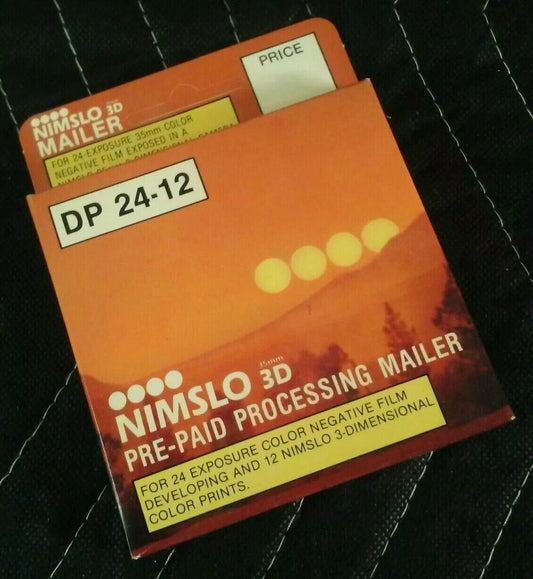 PRICE
NIMSLO 3D
MAILER
FOR 24-EXPOSURE 35mm COLOR
NEGATIVE FILM EXPOSED IN A
DP 24-12
35mm
NIMSLO 3D
PRE-PAID PROCESSING MAILER
FOR 24 EXPOSURE COLOR NEGATIVE FILM
DEVELOPING AND 12 NIMSLO 3-DIMENSIONAL
COLOR PRINTS.